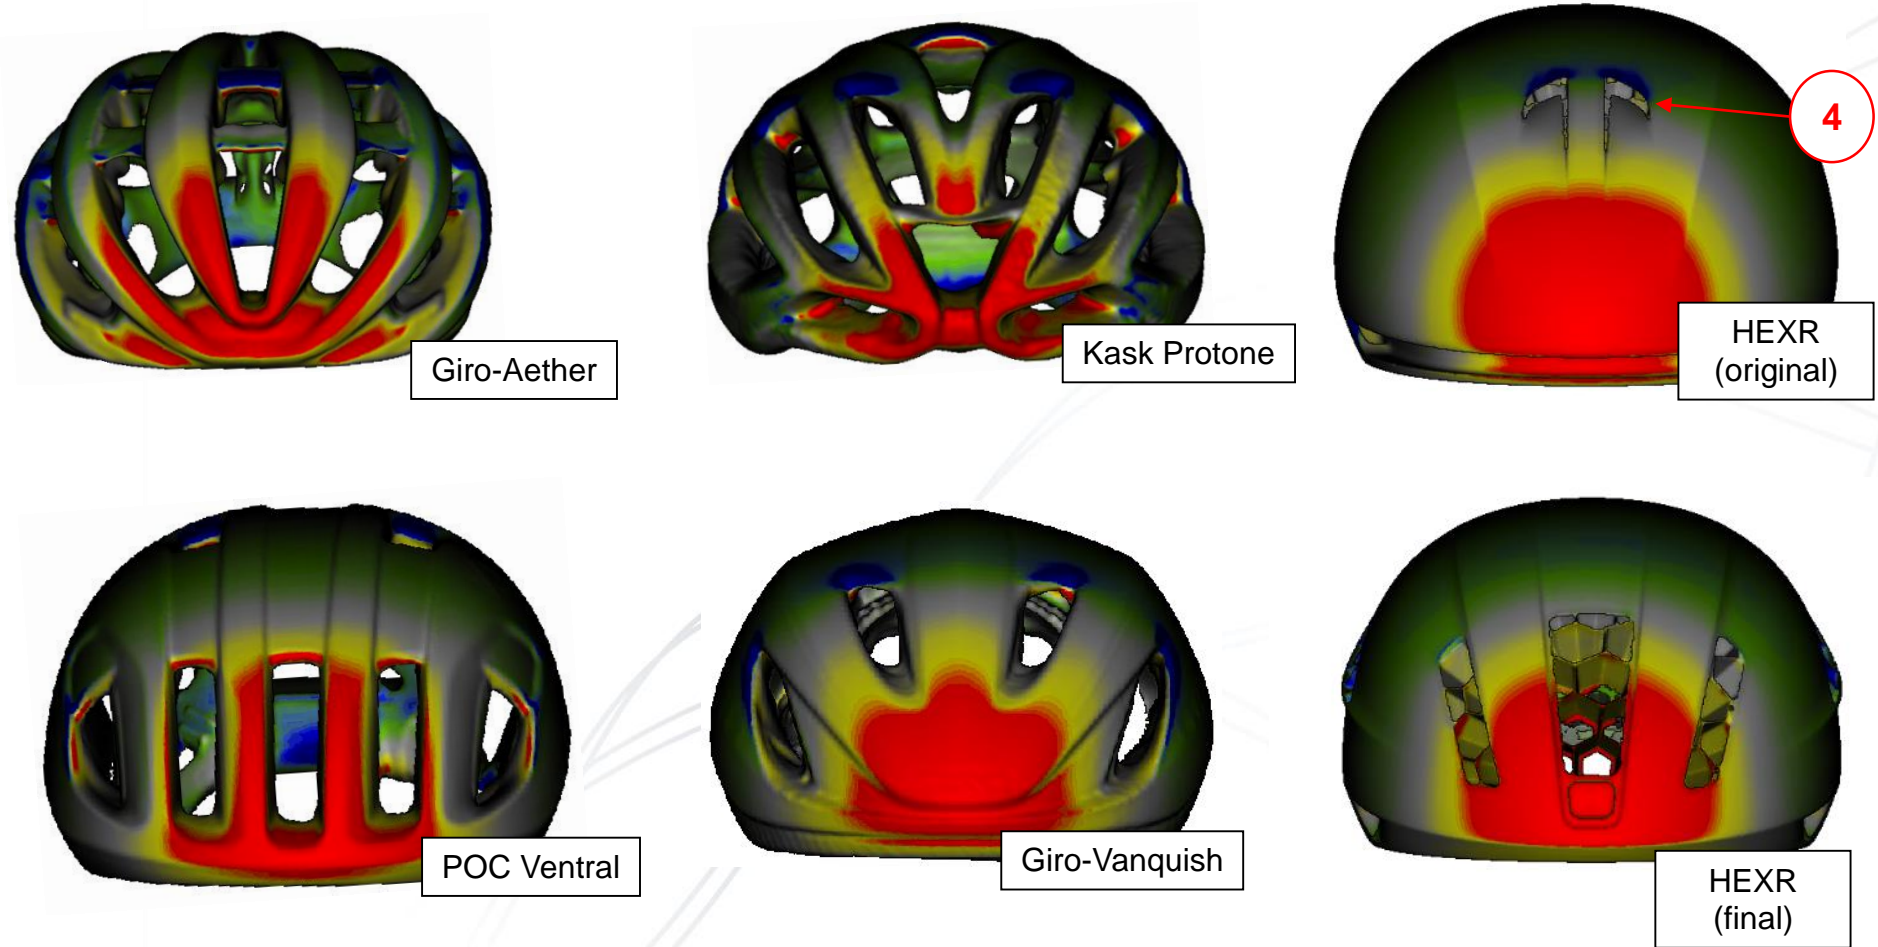 Giro-Aether
Kask Protone
HEXR
(original)
4
POC Ventral
Giro-Vanquish
HEXR
(final)